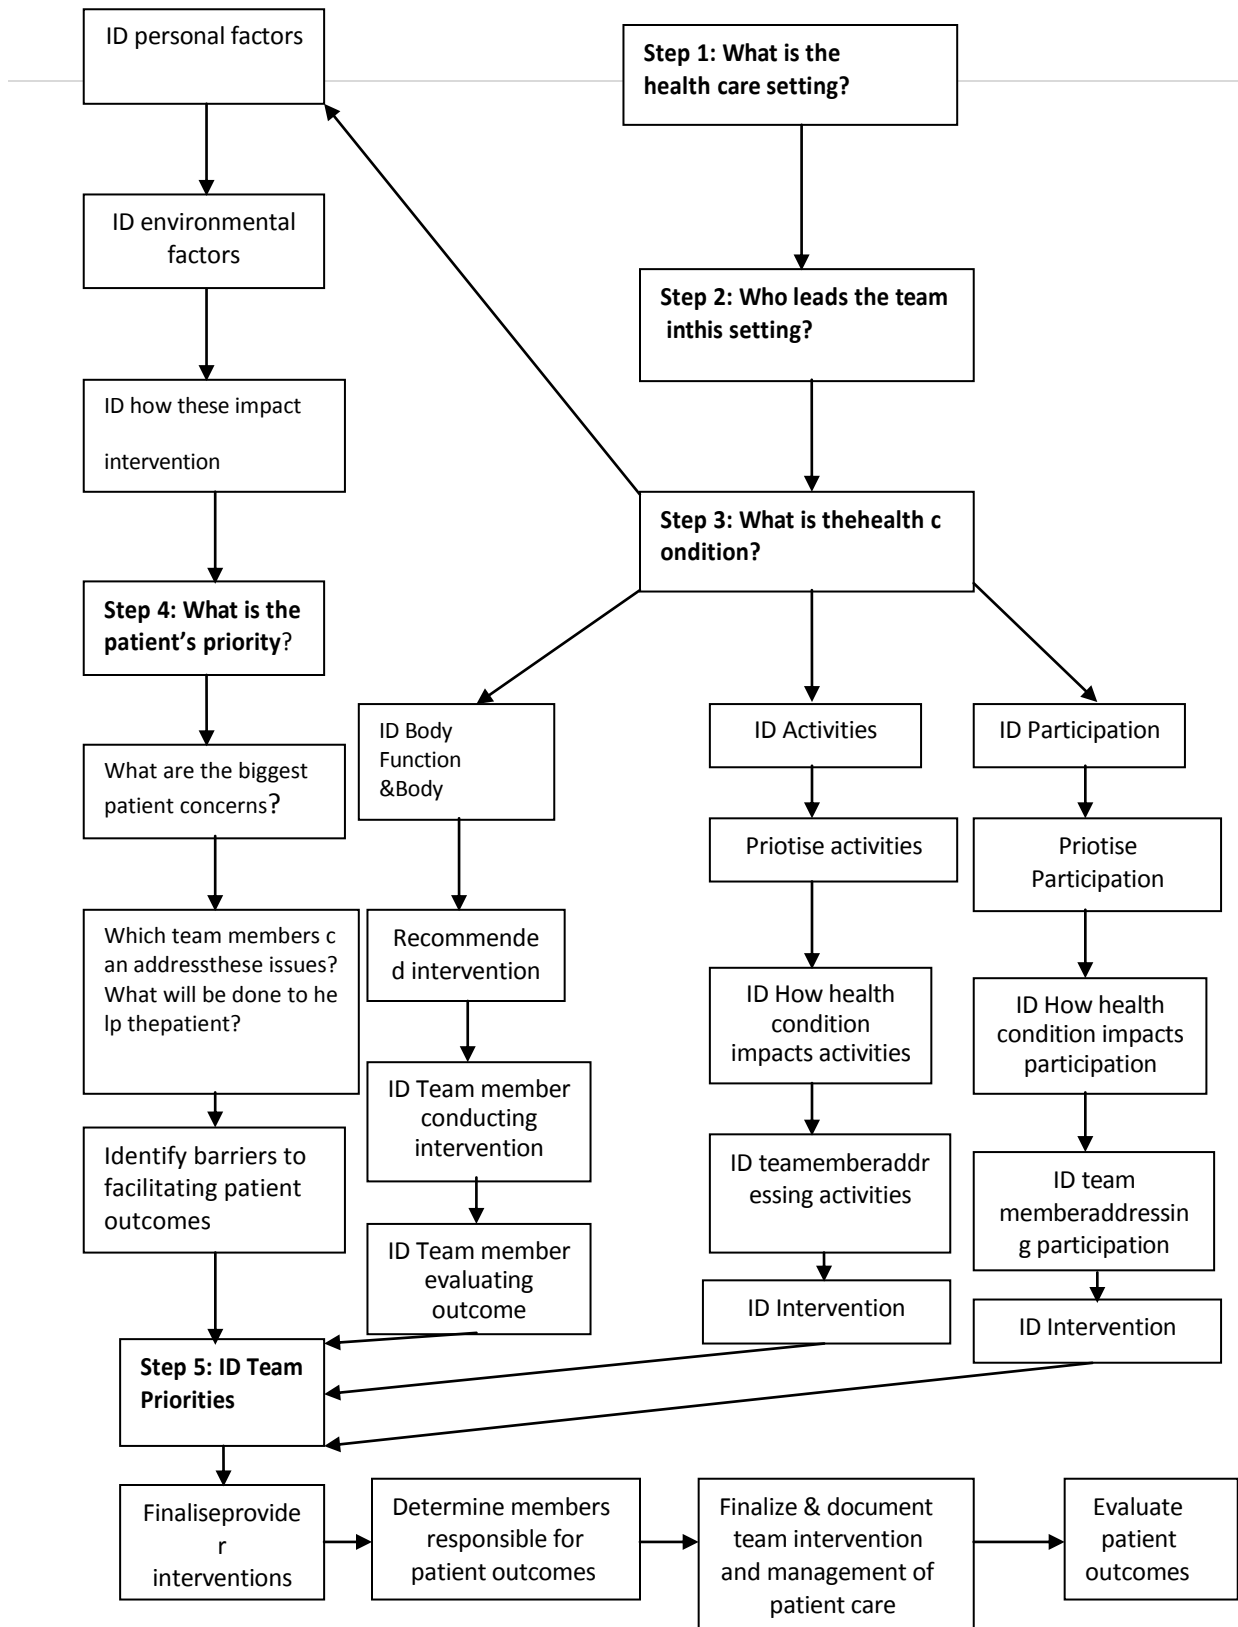 ID personal factors
Step 1: What is the
health care setting?
ID environmental
factors
Step 2: Who leads the team
inthis setting?
ID how these impact
intervention
Step 3: What is thehealth c
ondition?
Step 4: What is the
patient’s priority?
ID Body
Function
&Body
ID Activities
ID Participation
What are the biggest
patient concerns?
Priotise activities
Priotise
Participation
Which team members c
an addressthese issues?
What will be done to he
lp thepatient?
Recommende
d intervention
ID How health
condition
impacts activities
ID How health
condition impacts
participation
ID Team member
conducting
intervention
Identify barriers to
facilitating patient
outcomes
ID teamemberaddr
essing activities
ID team
memberaddressin
g participation
ID Team member
evaluating
outcome
ID Intervention
ID Intervention
Step 5: ID Team
Priorities
Finaliseprovide
r
interventions
Determine members
responsible for
patient outcomes
Finalize & document
team intervention
and management of
patient care
Evaluate
patient
outcomes